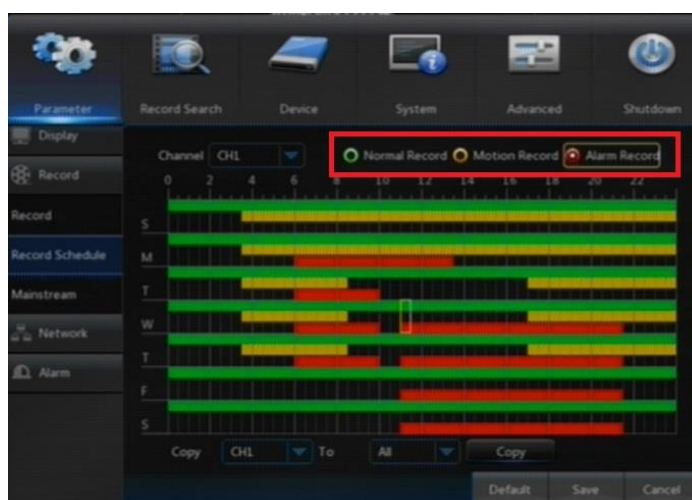 Parameter Record Search Device System Advanced Shutdown
Display
Record
Record
Record Schedule
Mainstream
Network
Alarm
Channel CH1 Normal Record Motion Record Alarm Record
0 2 4 6 8 10 12 14 16 18 20 22
S
M
T
W
T
F
S
Copy CH1 To All Copy
Default Save Cancel